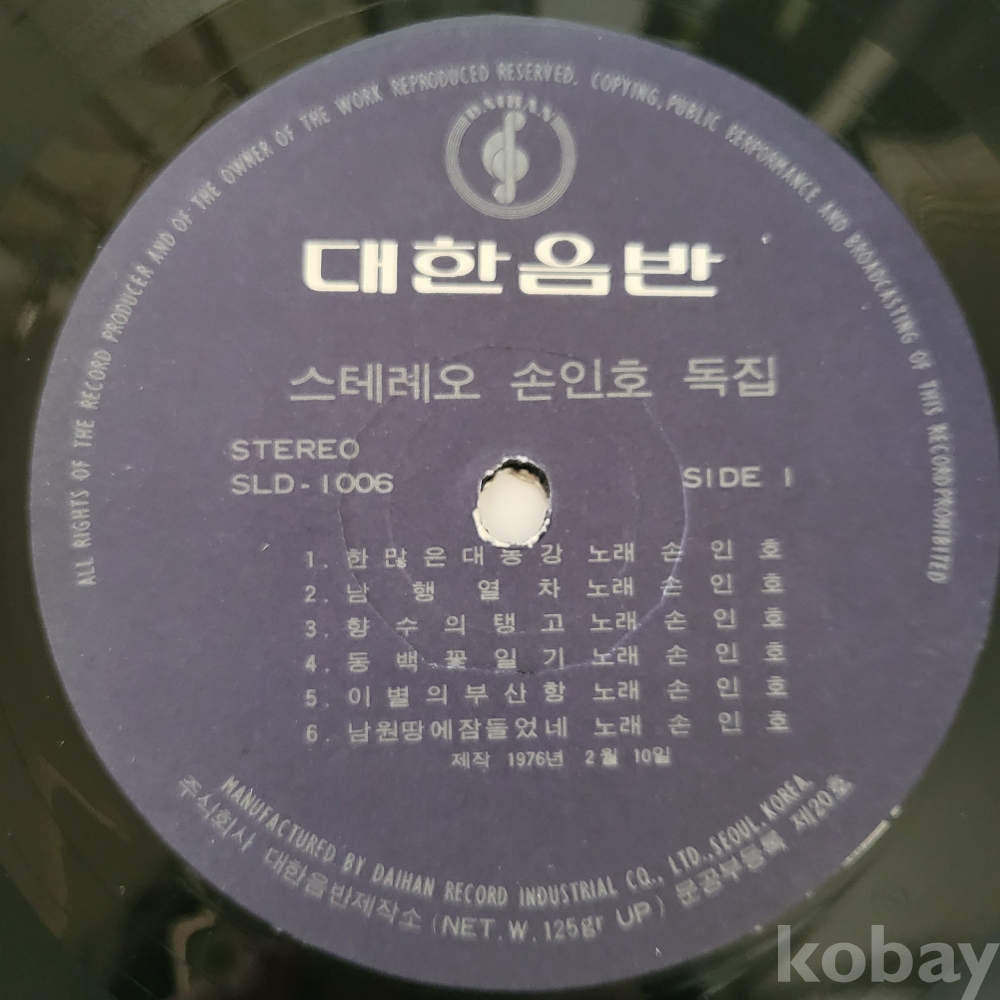 ALL RIGHTS OF THE RECORD PRODUCER AND OF THE OWNER OF THE WORK REPRODUCED RESERVED. COPYING, PUBLIC PERFORMANCE AND BROADCASTING OF THIS RECORD PROHIBITED
DAIHAN
대한음반
스테레오 손인호 독집
STEREO
SLD-1006 SIDE 1
1. 한많은대동강 노래 손인호
2. 남행열차 노래 손인호
3. 향수의탱고 노래 손인호
4. 동백꽃일기 노래 손인호
5. 이별의부산항 노래 손인호
6. 남원땅에잠들었네 노래 손인호
제작 1976년 2월 10일
MANUFACTURED BY DAIHAN RECORD INDUSTRIAL CO., LTD., SEOUL, KOREA.
주식회사 대한음반제작소 (NET. W. 125gr UP) 문공부등록 제20호
kobay